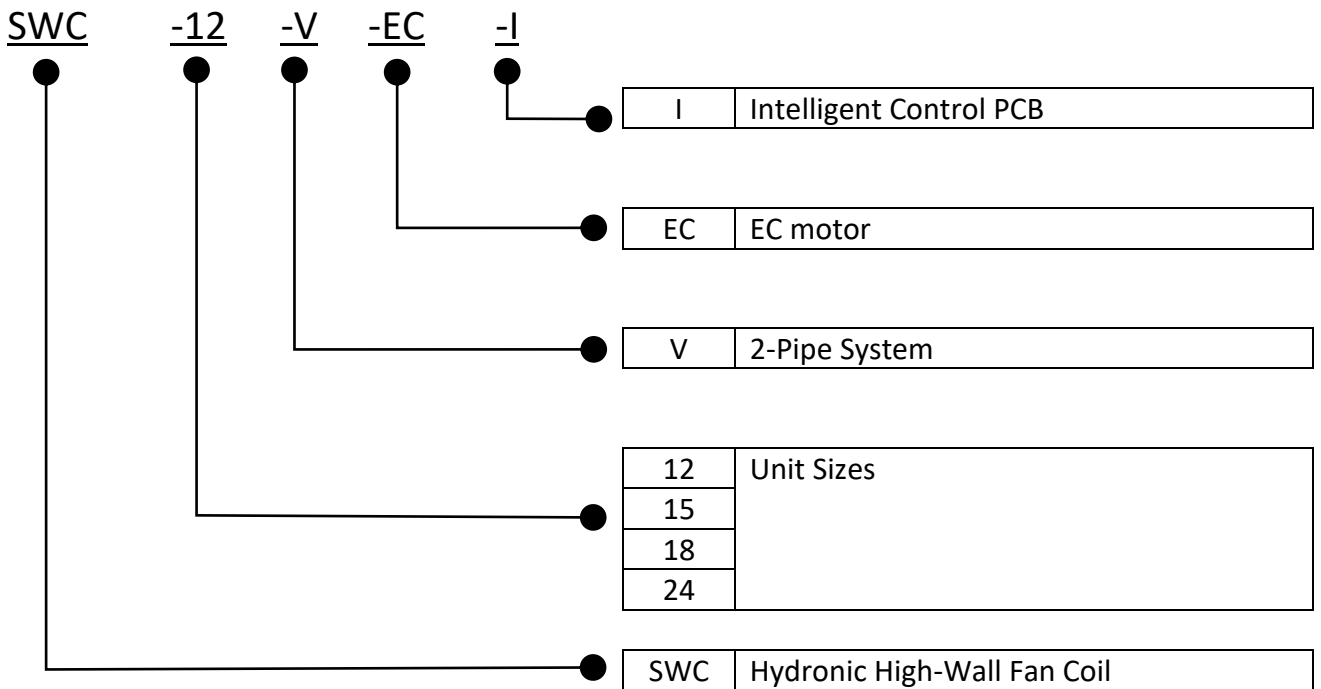 SWC -12 -V -EC -I
I Intelligent Control PCB
EC EC motor
V 2-Pipe System
12 Unit Sizes
15
18
24
SWC Hydronic High-Wall Fan Coil